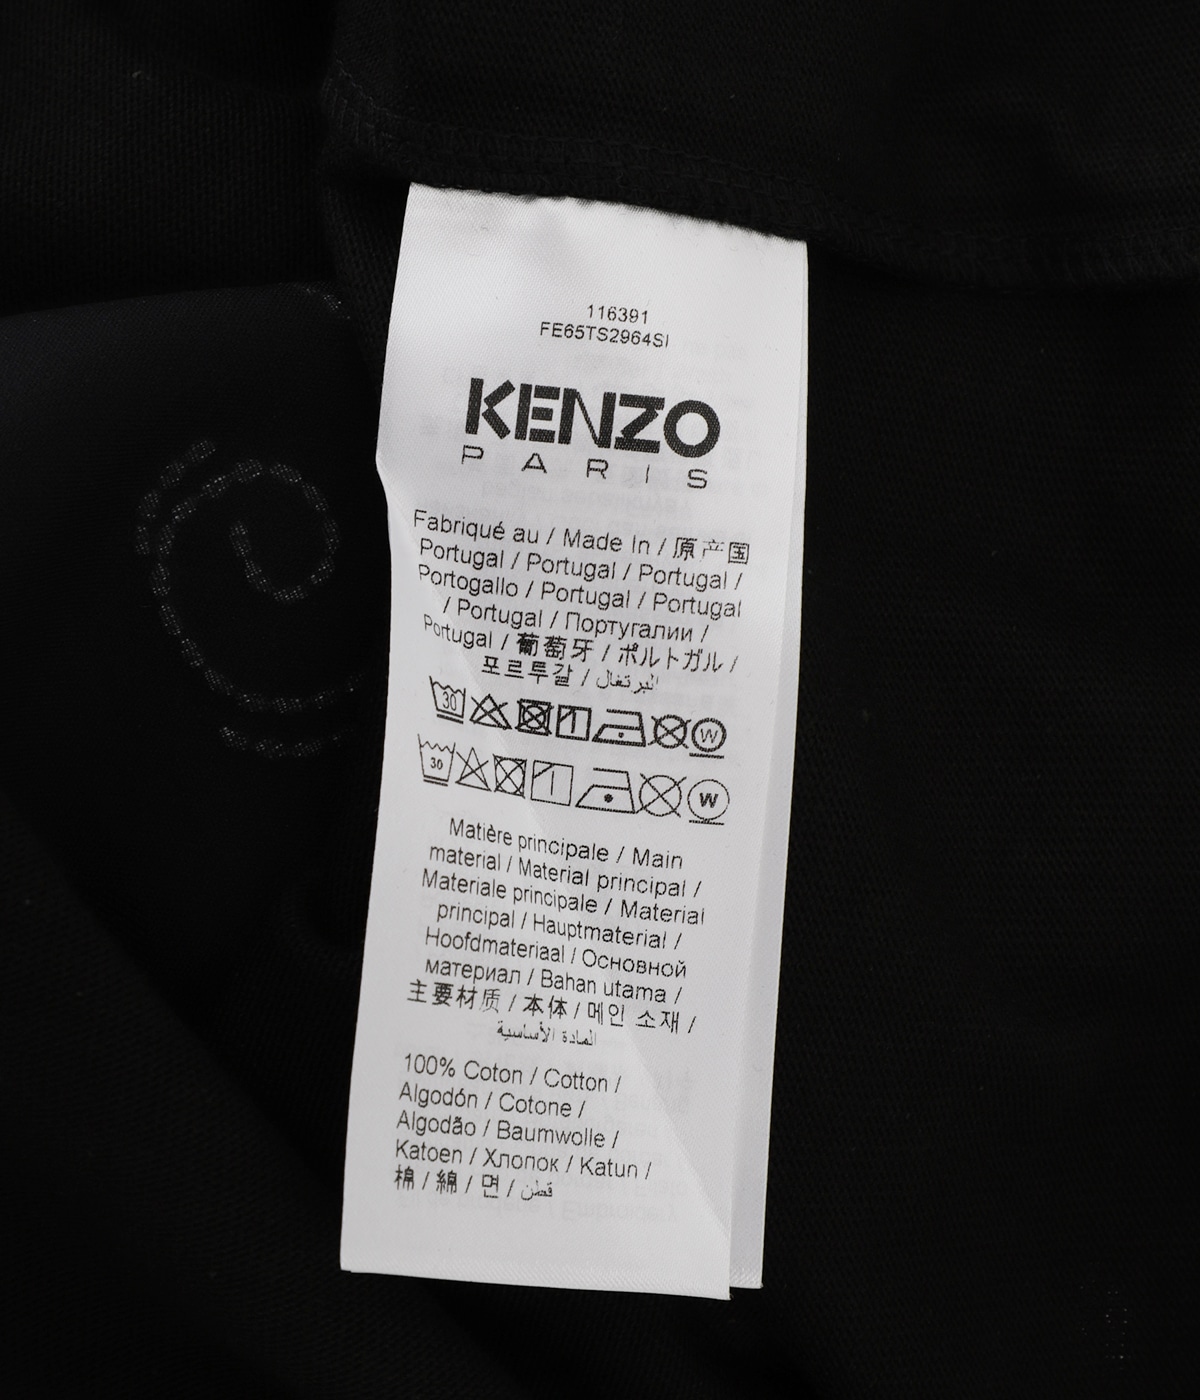 116391
FE65TS2964SI
KENZO
PARIS
Fabriqué au / Made In / 原产国
Portugal / Portugal / Portugal /
Portogallo / Portugal / Portugal
/ Portugal / Португалии /
Portugal / 葡萄牙 / ポルトガル /
포르투갈 / البرتغال
30 W
30 W
Matière principale / Main
material / Material principal /
Materiale principale / Material
principal / Hauptmaterial /
Hoofdmateriaal / Основной
материал / Bahan utama /
主要材质 / 本体 / 메인 소재 /
المادة الأساسية
100% Coton / Cotton /
Algodón / Cotone /
Algodão / Baumwolle /
Katoen / Хлопок / Katun /
棉 / 綿 / 면 / قطن